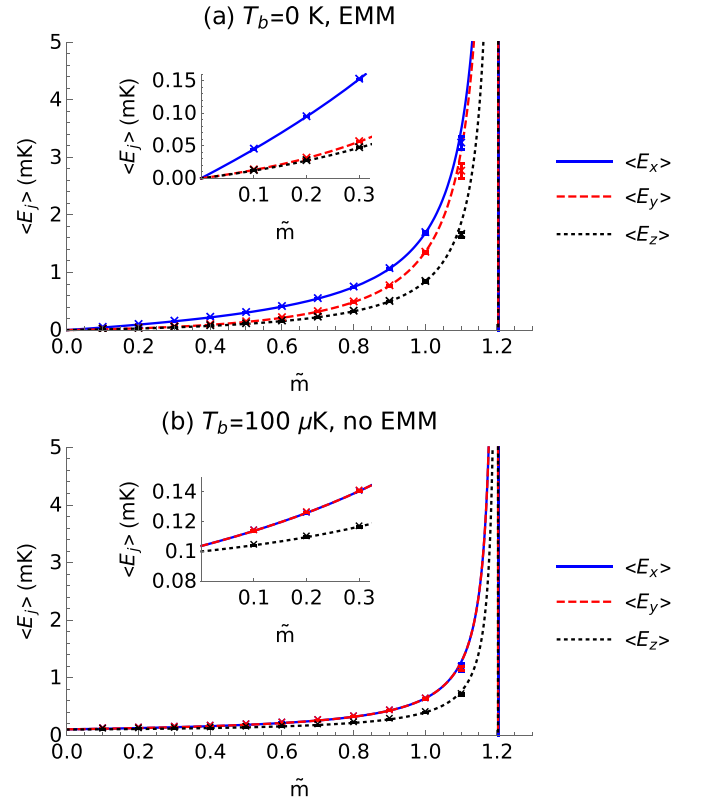 (a) T_b=0 K, EMM
5
4
3
2
1
0
<E_j> (mK)
0.0 0.2 0.4 0.6 0.8 1.0 1.2
m̃
0.15
0.10
0.05
0.00
<E_j> (mK)
0.1 0.2 0.3
m̃
<E_x>
<E_y>
<E_z>
(b) T_b=100 μK, no EMM
5
4
3
2
1
0
<E_j> (mK)
0.0 0.2 0.4 0.6 0.8 1.0 1.2
m̃
0.14
0.12
0.1
0.08
<E_j> (mK)
0.1 0.2 0.3
m̃
<E_x>
<E_y>
<E_z>